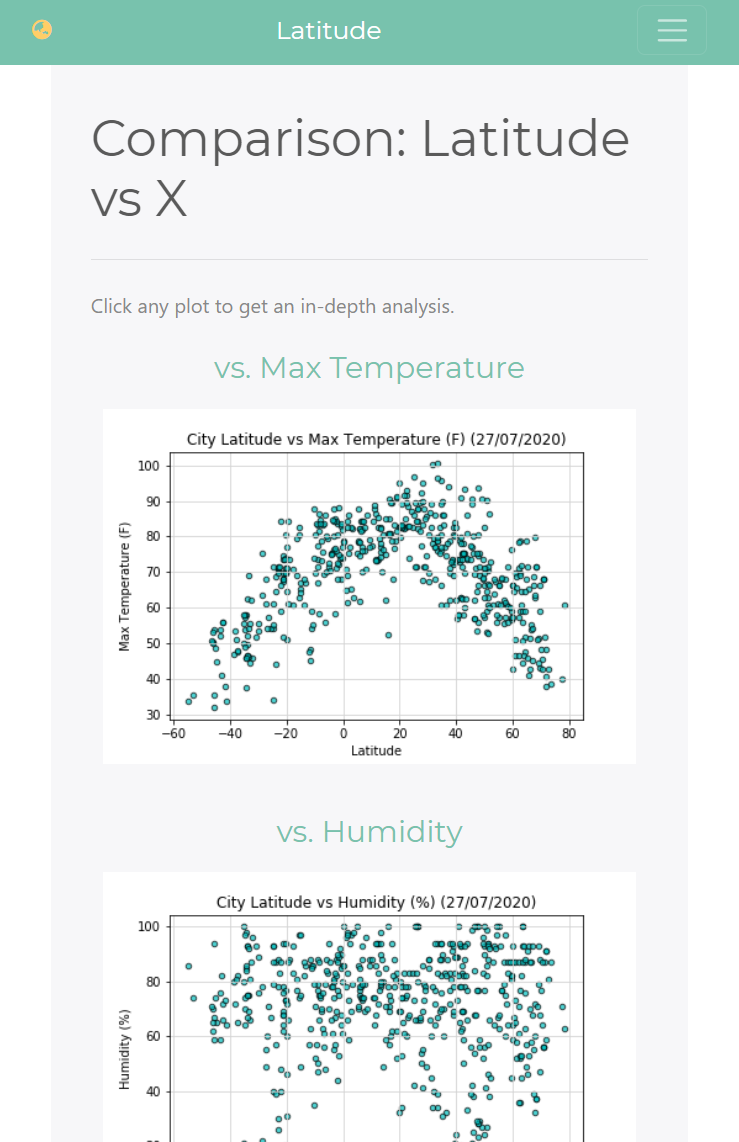 Latitude
Comparison: Latitude
vs X
Click any plot to get an in-depth analysis.
vs. Max Temperature
City Latitude vs Max Temperature (F) (27/07/2020)
100
90
80
70
60
50
40
30
Max Temperature (F)
−60 −40 −20 0 20 40 60 80
Latitude
vs. Humidity
City Latitude vs Humidity (%) (27/07/2020)
100
80
60
40
Humidity (%)